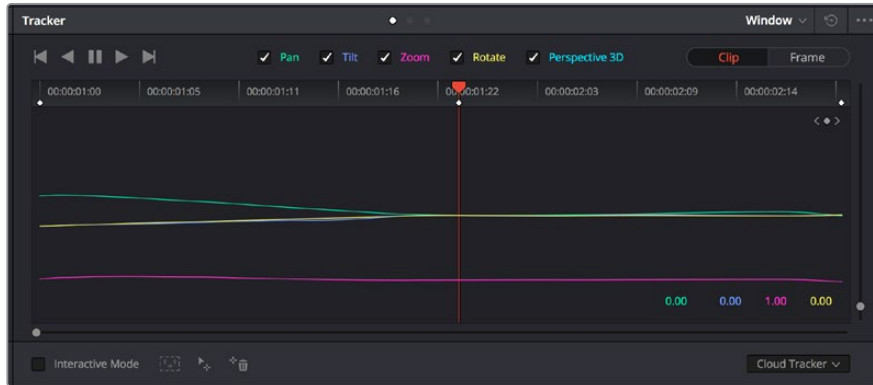 Tracker Window
Pan Tilt Zoom Rotate Perspective 3D Clip Frame
00:00:01:00 00:00:01:05 00:00:01:11 00:00:01:16 00:00:01:22 00:00:02:03 00:00:02:09 00:00:02:14
0.00 0.00 1.00 0.00
Interactive Mode Cloud Tracker